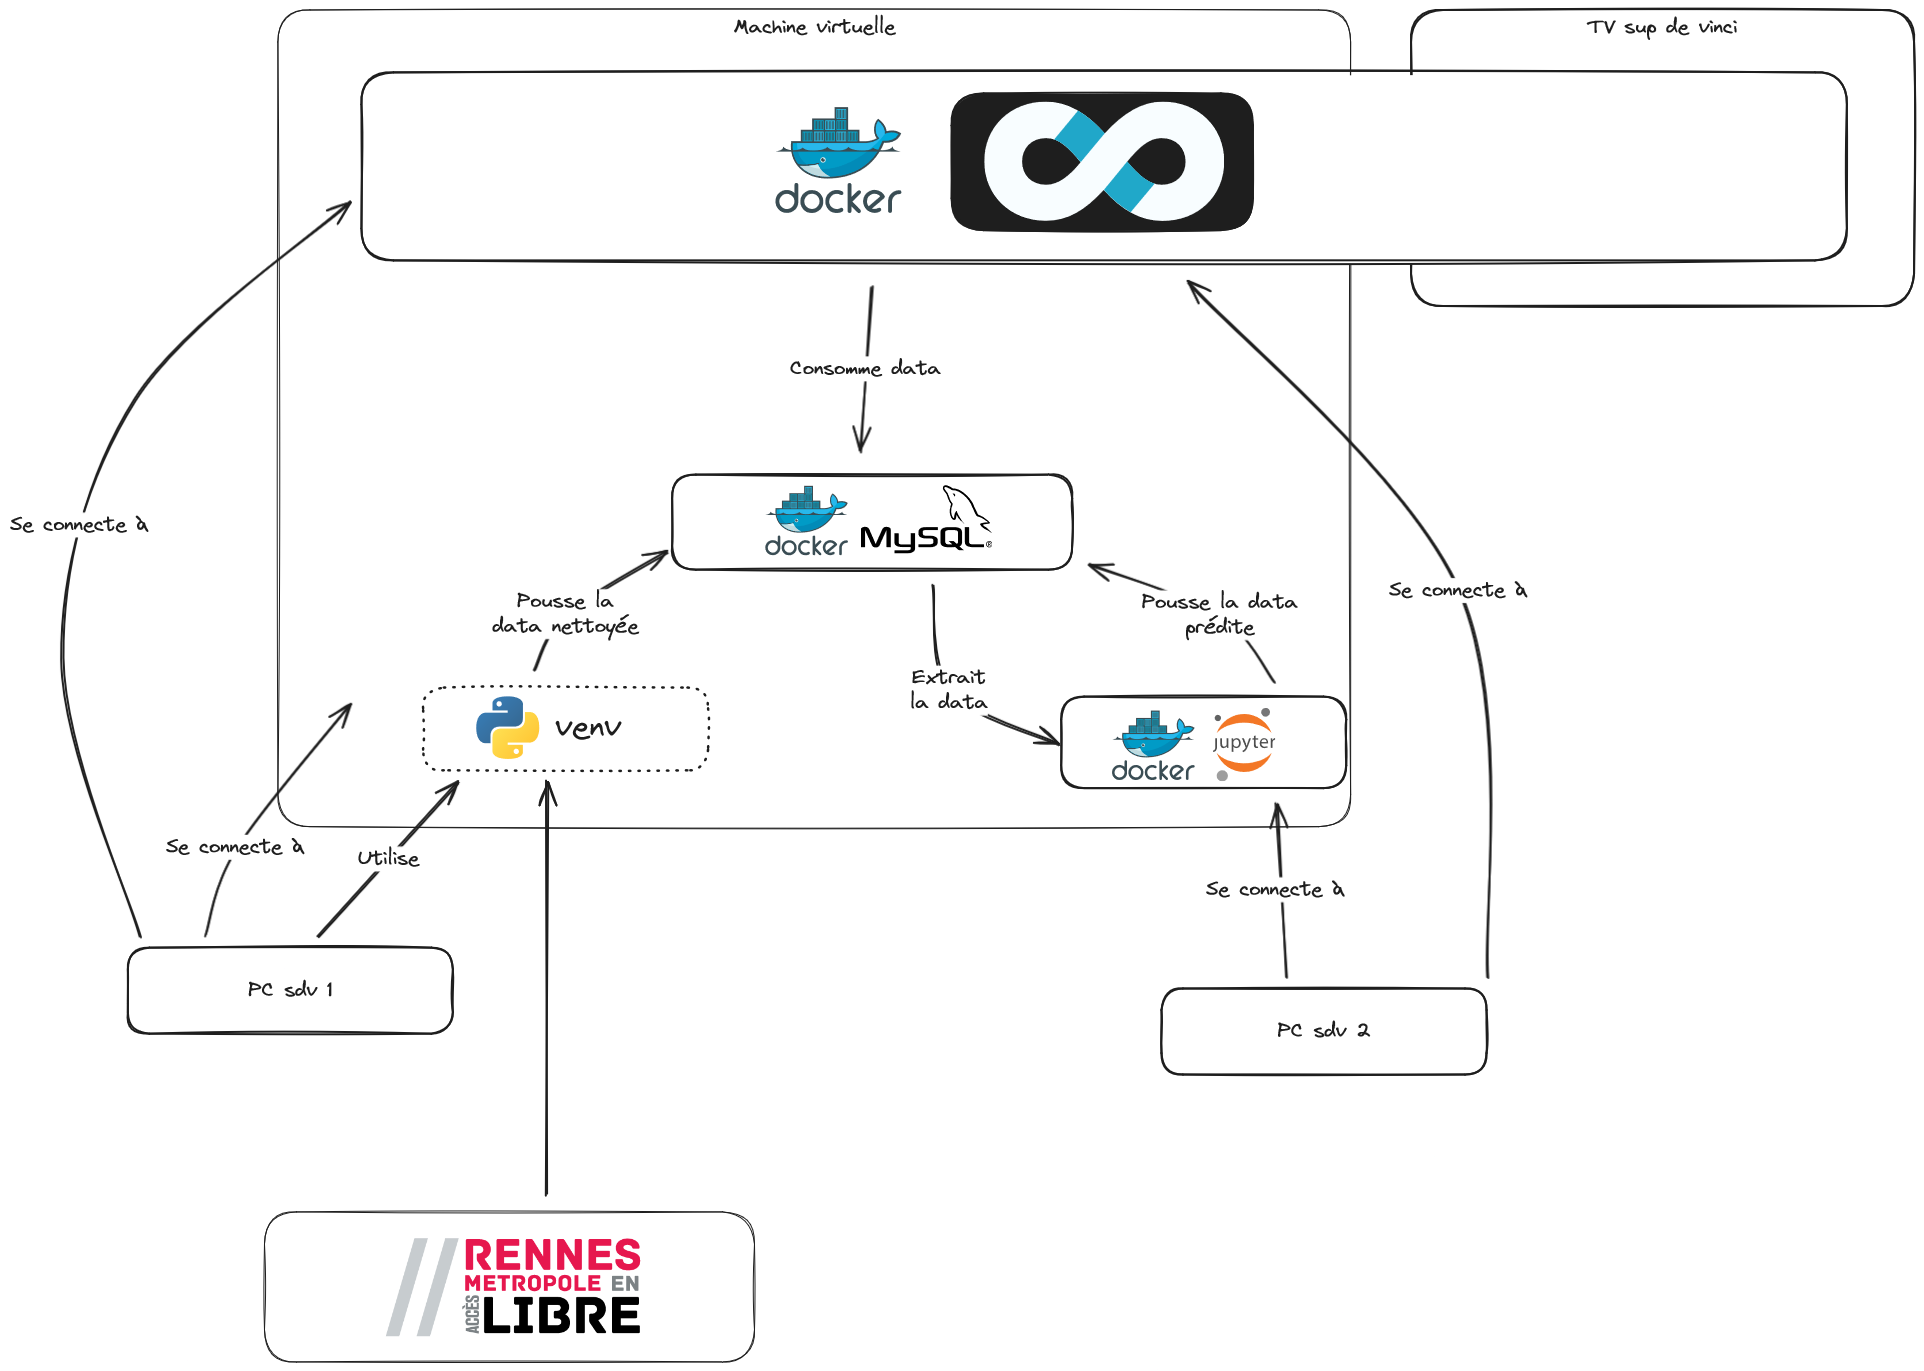 Machine virtuelle
TV sup de vinci
docker
Consomme data
docker
MySQL®
Se connecte à
Pousse la
data nettoyée
Pousse la data
prédite
Se connecte à
Extrait
la data
venv
docker
jupyter
Se connecte à
Utilise
Se connecte à
PC sdv 1
PC sdv 2
RENNES
METROPOLE EN
ACCÈS
LIBRE